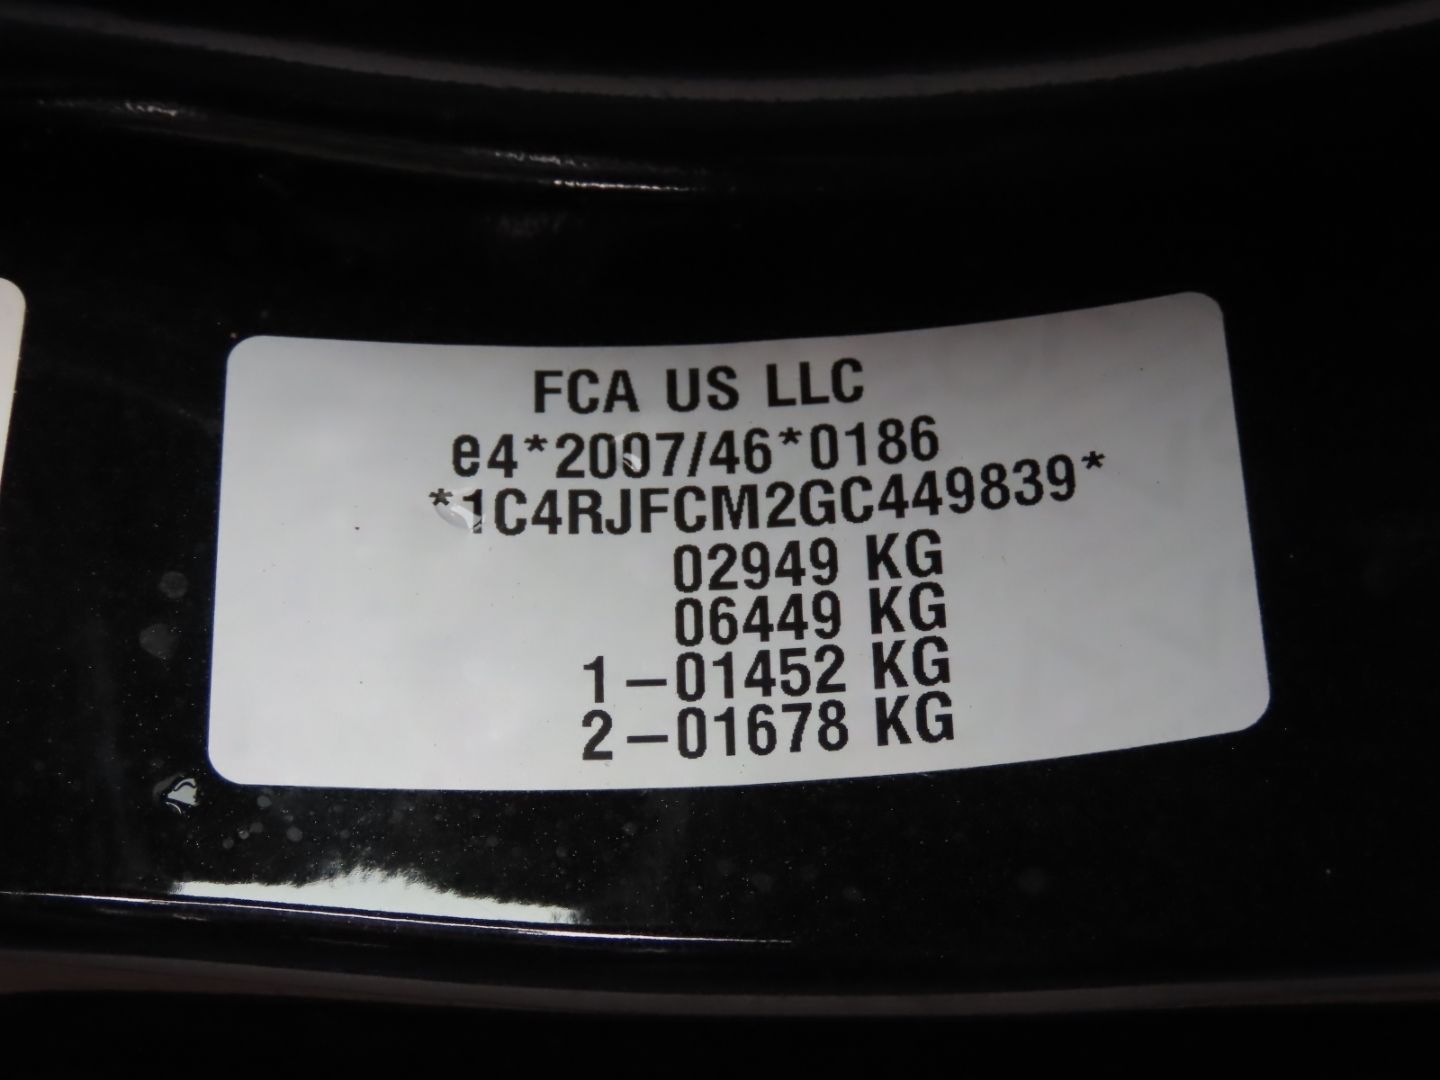 FCA US LLC
e4*2007/46*0186
*1C4RJFCM2GC449839*
02949 KG
06449 KG
1-01452 KG
2-01678 KG